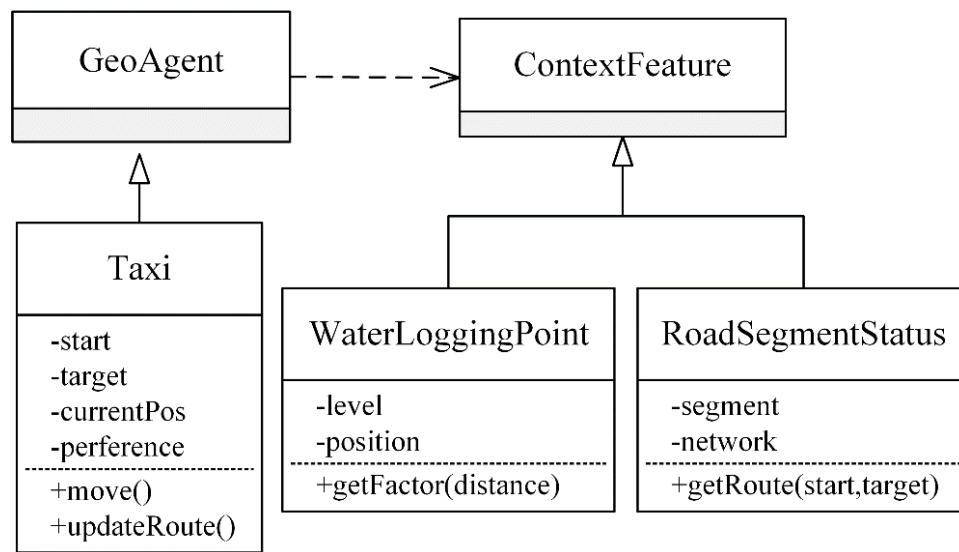 GeoAgent
ContextFeature
Taxi
-start
-target
-currentPos
-perference
+move()
+updateRoute()
WaterLoggingPoint
-level
-position
+getFactor(distance)
RoadSegmentStatus
-segment
-network
+getRoute(start,target)